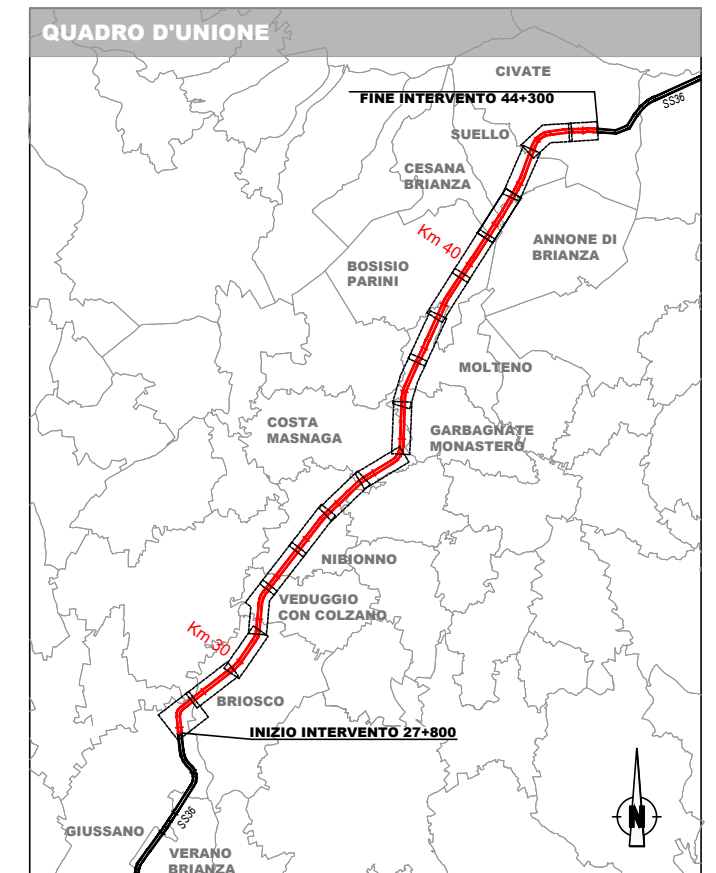 QUADRO D'UNIONE
CIVATE
FINE INTERVENTO 44+300
SS36
SUELLO
CESANA
BRIANZA
Km 40
ANNONE DI
BRIANZA
BOSISIO
PARINI
MOLTENO
COSTA
MASNAGA
GARBAGNATE
MONASTERO
NIBIONNO
VEDUGGIO
CON COLZANO
Km 30
BRIOSCO
INIZIO INTERVENTO 27+800
N
SS36
GIUSSANO
VERANO
BRIANZA